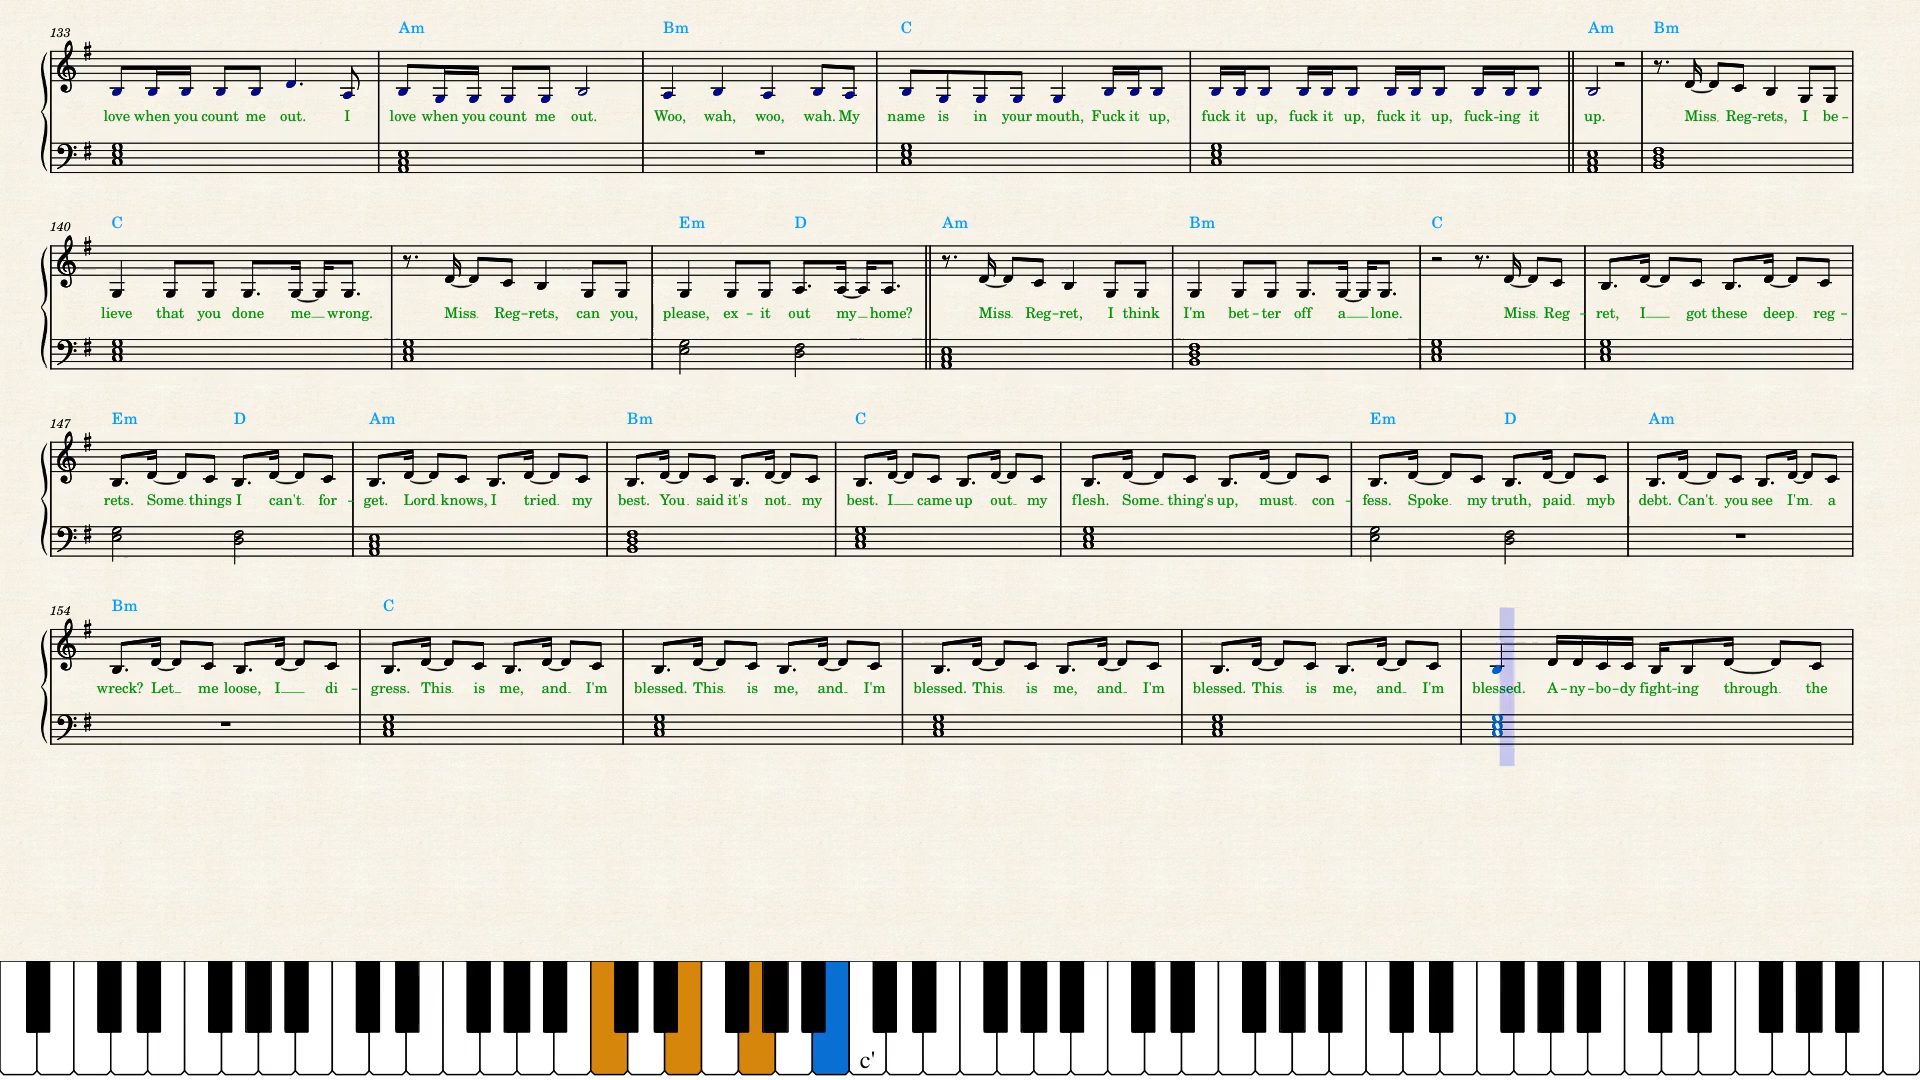 133 Am Bm C Am Bm
love when you count me out. I love when you count me out. Woo, wah, woo, wah. My name is in your mouth, Fuck it up, fuck it up, fuck it up, fuck it up, fuck-ing it up. Miss Reg-rets, I be-
140 C Em D Am Bm C
lieve that you done me wrong. Miss Reg-rets, can you, please, ex-it out my home? Miss Reg-ret, I think I'm bet-ter off a lone. Miss Reg-ret, I got these deep reg-
147 Em D Am Bm C Em D Am
rets. Some things I can't for-get. Lord knows, I tried my best. You said it's not my best. I came up out my flesh. Some-thing's up, must con-fess. Spoke my truth, paid myb debt. Can't you see I'm a
154 Bm C
wreck? Let me loose, I di-gress. This is me, and I'm blessed. This is me, and I'm blessed. This is me, and I'm blessed. This is me, and I'm blessed. A-ny-bo-dy fight-ing through the
c'